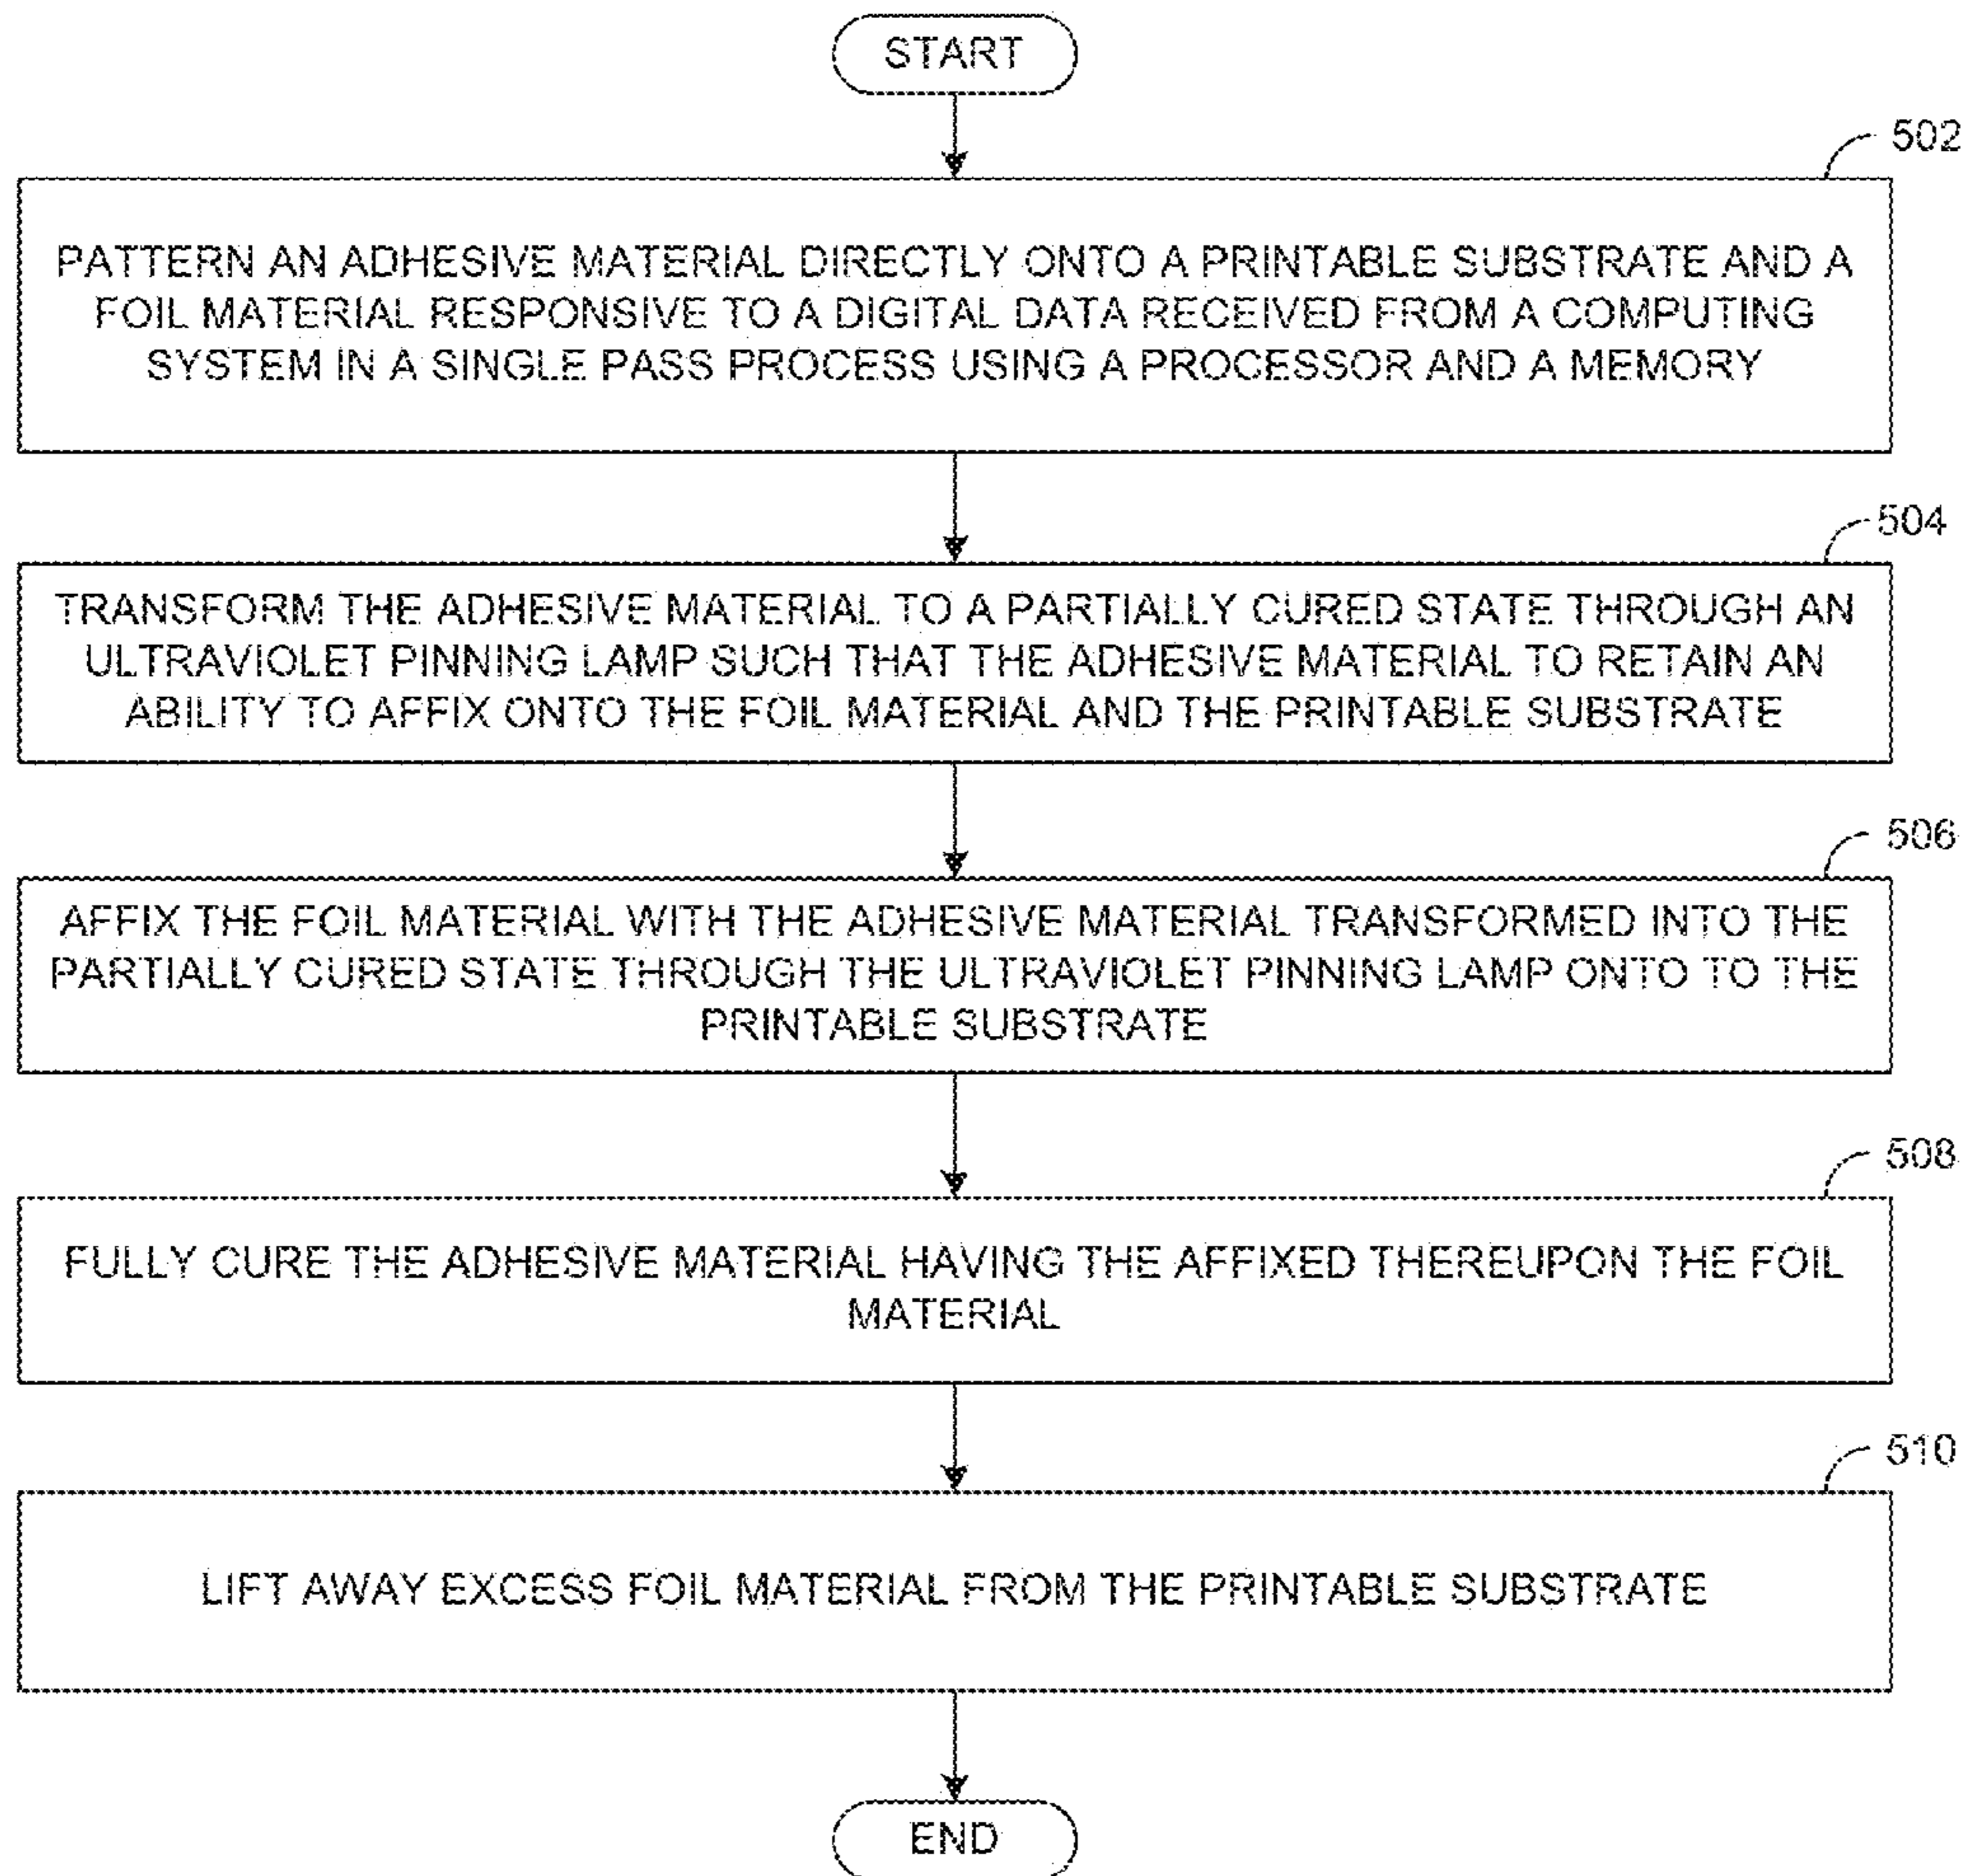 START
502
PATTERN AN ADHESIVE MATERIAL DIRECTLY ONTO A PRINTABLE SUBSTRATE AND A
FOIL MATERIAL RESPONSIVE TO A DIGITAL DATA RECEIVED FROM A COMPUTING
SYSTEM IN A SINGLE PASS PROCESS USING A PROCESSOR AND A MEMORY
504
TRANSFORM THE ADHESIVE MATERIAL TO A PARTIALLY CURED STATE THROUGH AN
ULTRAVIOLET PINNING LAMP SUCH THAT THE ADHESIVE MATERIAL TO RETAIN AN
ABILITY TO AFFIX ONTO THE FOIL MATERIAL AND THE PRINTABLE SUBSTRATE
506
AFFIX THE FOIL MATERIAL WITH THE ADHESIVE MATERIAL TRANSFORMED INTO THE
PARTIALLY CURED STATE THROUGH THE ULTRAVIOLET PINNING LAMP ONTO TO THE
PRINTABLE SUBSTRATE
508
FULLY CURE THE ADHESIVE MATERIAL HAVING THE AFFIXED THEREUPON THE FOIL
MATERIAL
510
LIFT AWAY EXCESS FOIL MATERIAL FROM THE PRINTABLE SUBSTRATE
END